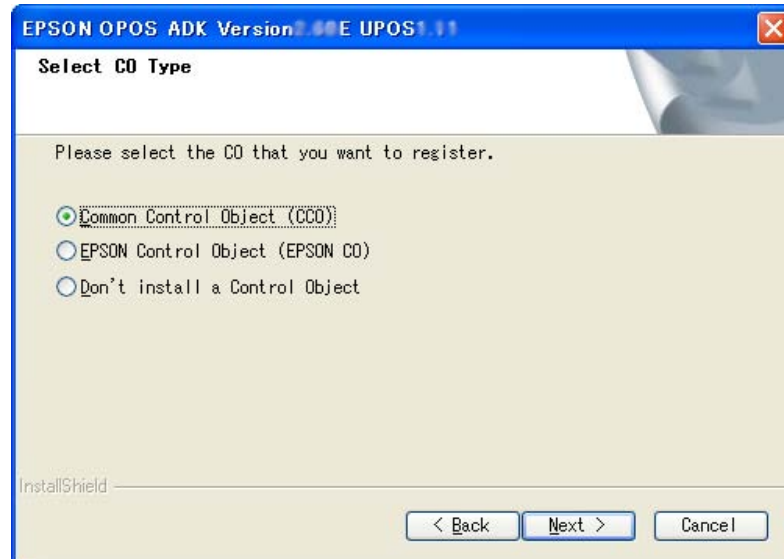 EPSON OPOS ADK Version E UPOS
Select CO Type
Please select the CO that you want to register.
Common Control Object (CCO)
EPSON Control Object (EPSON CO)
Don't install a Control Object
InstallShield
< Back
Next >
Cancel